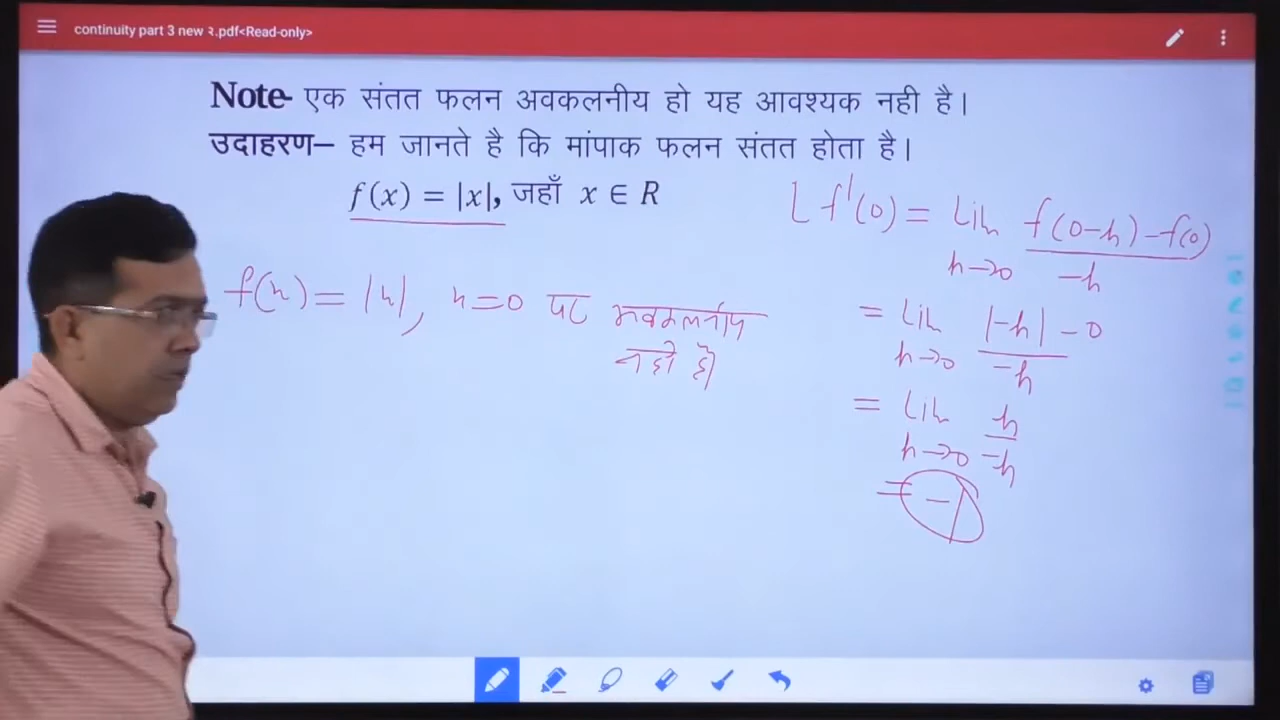 continuity part 3 new २.pdf<Read-only>
Note- एक संतत फलन अवकलनीय हो यह आवश्यक नही है।
उदाहरण– हम जानते है कि मांपाक फलन संतत होता है।
f(x) = |x|, जहाँ x ∈ R
f(x) = |x|, x=0 पर अवकलनीय
नही है
L f'(0) = Lim f(0-h)-f(0)
h→0 -h
= Lim |-h| - 0
h→0 -h
= Lim h
h→0 -h
= -1